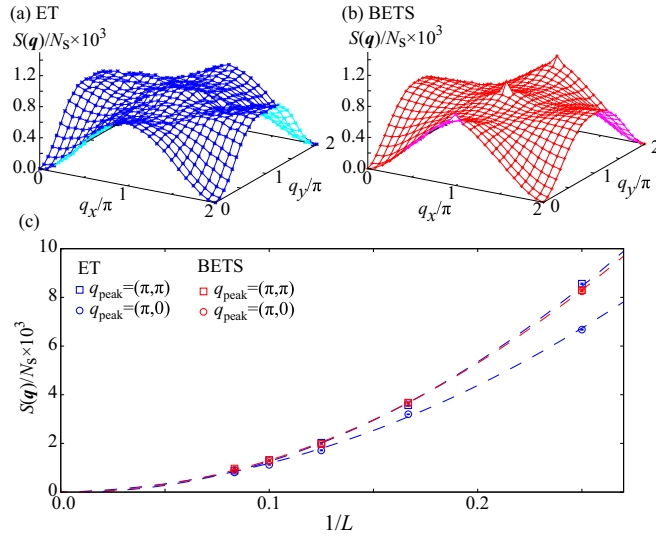 (a) ET
S(q)/Ns×10³
1.2
0.8
0.4
0.0
0
1
2
0
1
2
qx/π
qy/π
(b) BETS
S(q)/Ns×10³
1.2
0.8
0.4
0.0
0
1
2
0
1
2
qx/π
qy/π
(c)
10
8
6
4
2
0
S(q)/Ns×10³
ET
qpeak=(π,π)
qpeak=(π,0)
BETS
qpeak=(π,π)
qpeak=(π,0)
0.0
0.1
0.2
1/L